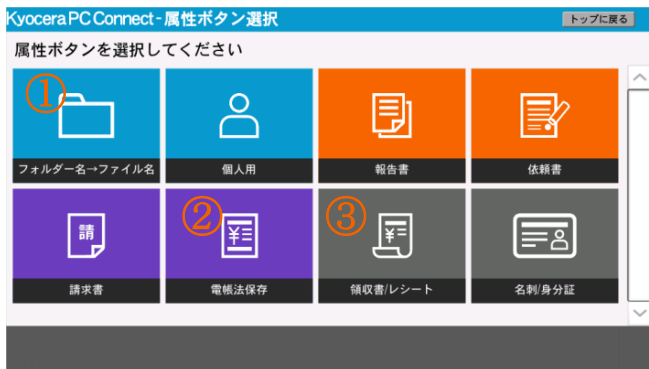 Kyocera PC Connect-属性ボタン選択 トップに戻る
属性ボタンを選択してください
① ② ③
フォルダー名→ファイル名 個人用 報告書 依頼書
請 ¥ ¥
請求書 電帳法保存 領収書/レシート 名刺/身分証